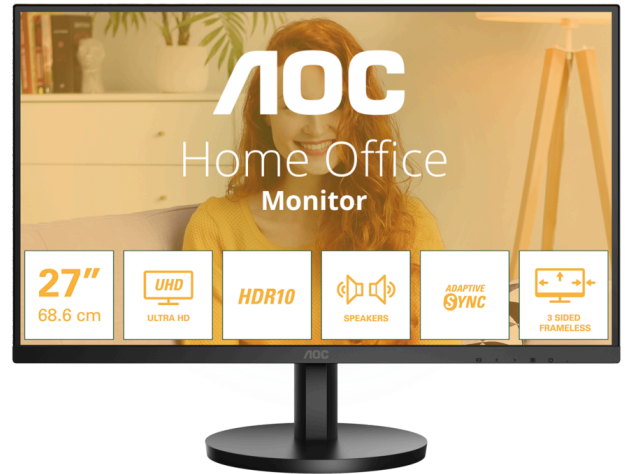 AOC
Home Office
Monitor
27"
68.6 cm
UHD
ULTRA HD
HDR10
SPEAKERS
ADAPTIVE
SYNC
3 SIDED
FRAMELESS
AOC